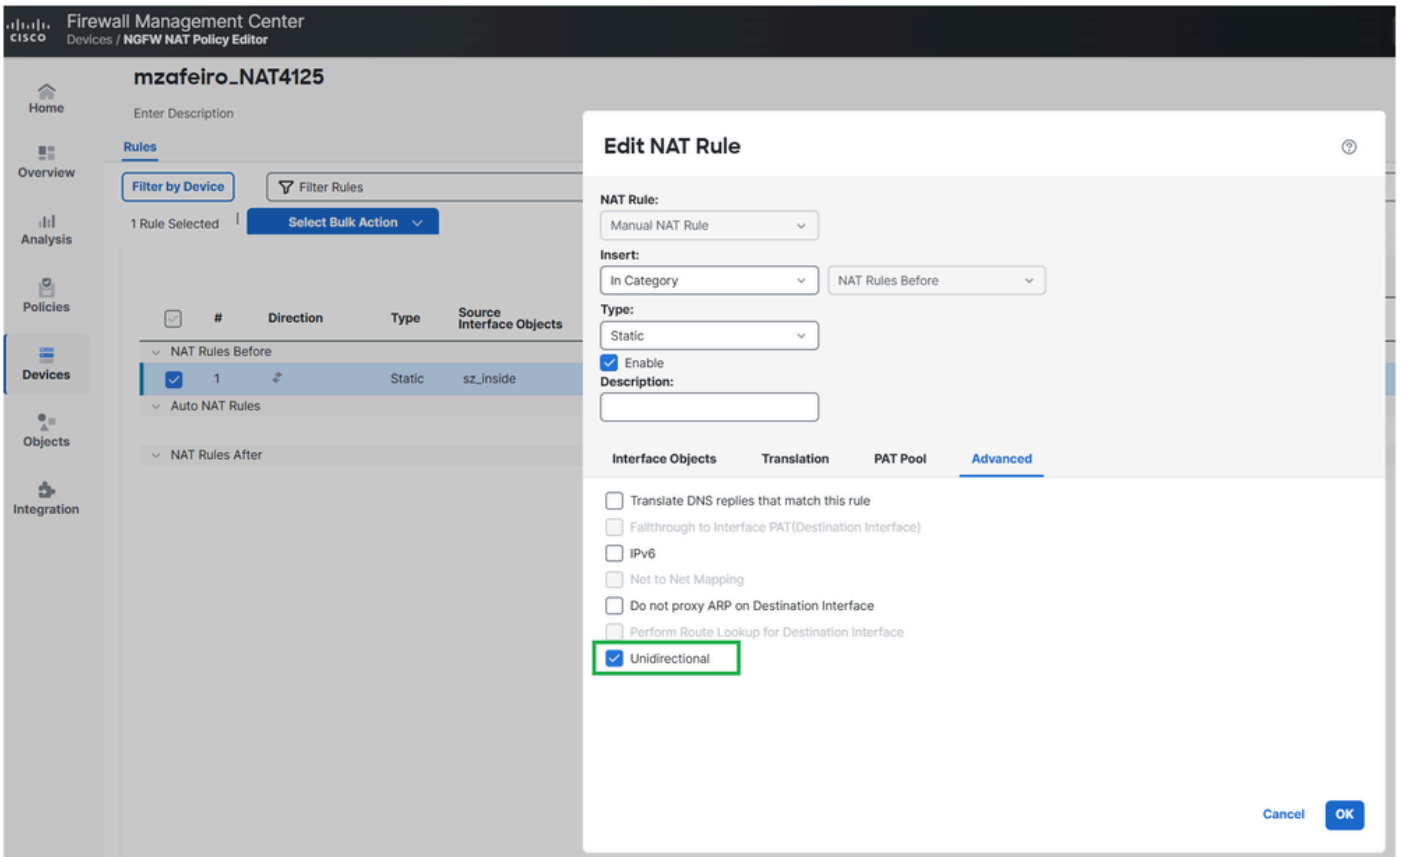 Firewall Management Center
CISCO
Devices / NGFW NAT Policy Editor
Home
Overview
Analysis
Policies
Devices
Objects
Integration
mzafeiro_NAT4125
Enter Description
Rules
Filter by Device
Filter Rules
1 Rule Selected
Select Bulk Action
# Direction Type Source Interface Objects
NAT Rules Before
1 Static sz_inside
Auto NAT Rules
NAT Rules After
Edit NAT Rule
NAT Rule:
Manual NAT Rule
Insert:
In Category NAT Rules Before
Type:
Static
Enable
Description:
Interface Objects Translation PAT Pool Advanced
Translate DNS replies that match this rule
Fallthrough to Interface PAT(Destination Interface)
IPv6
Net to Net Mapping
Do not proxy ARP on Destination Interface
Perform Route Lookup for Destination Interface
Unidirectional
Cancel OK